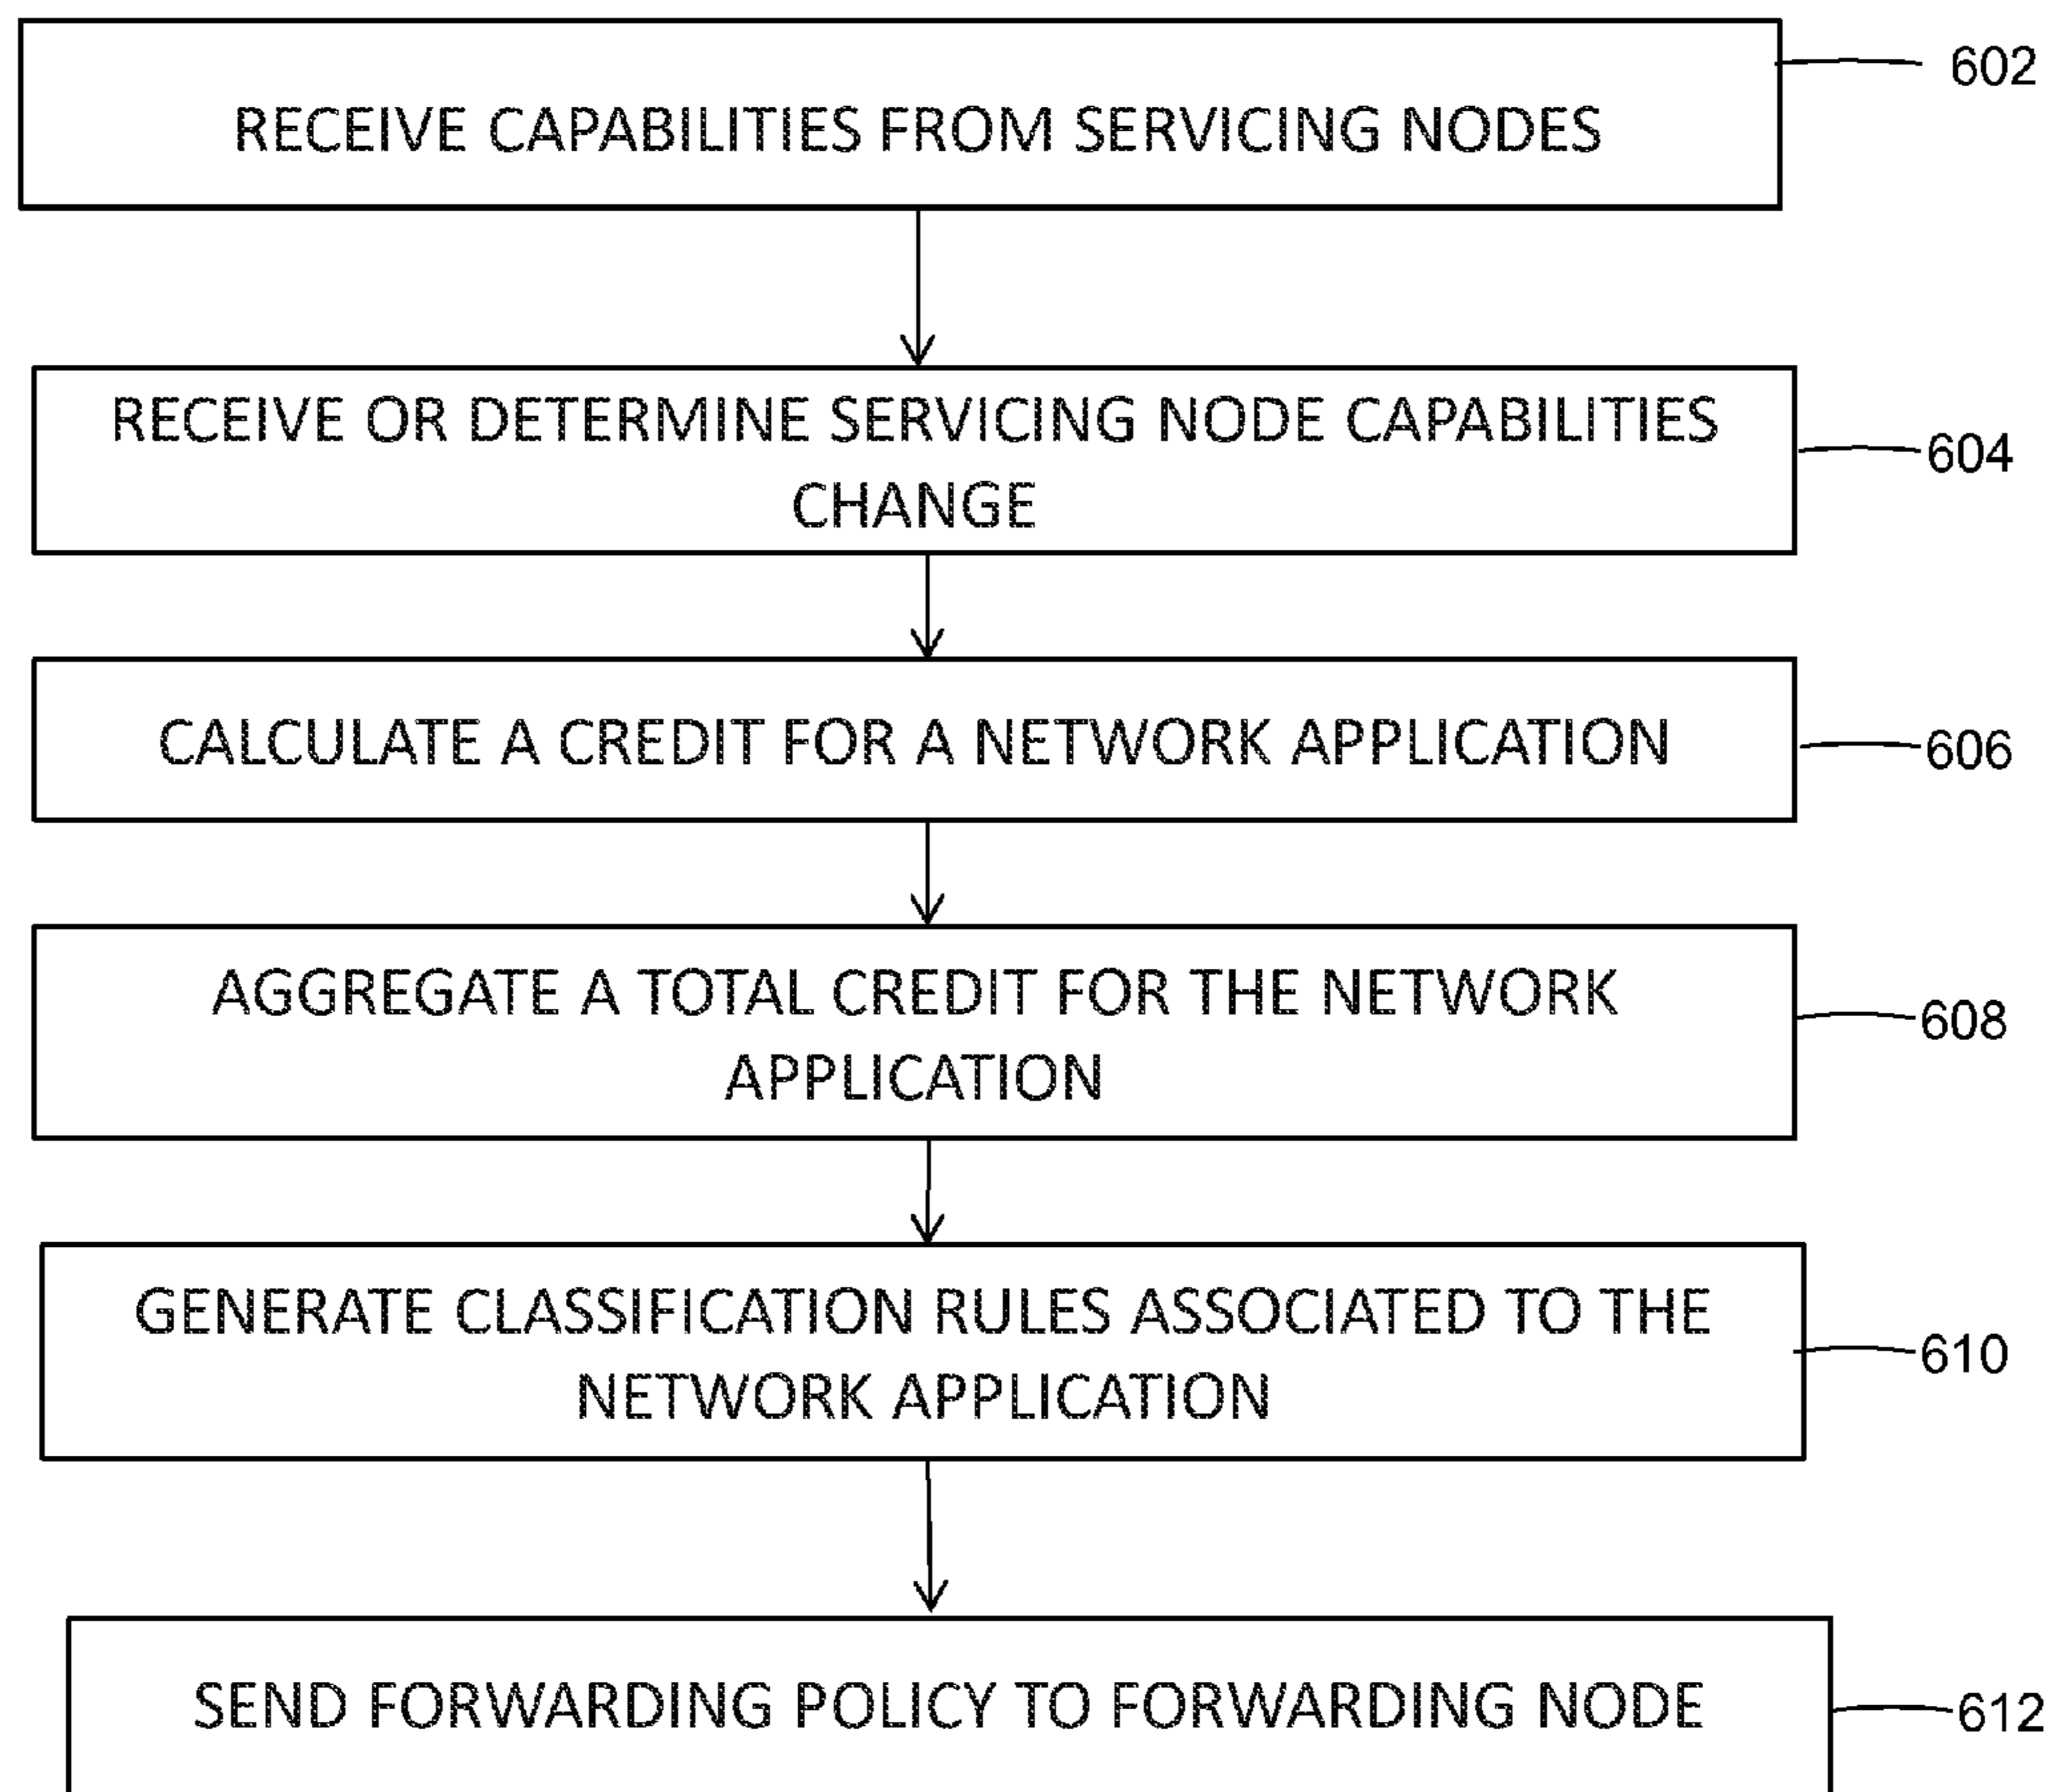 602
RECEIVE CAPABILITIES FROM SERVICING NODES
RECEIVE OR DETERMINE SERVICING NODE CAPABILITIES
CHANGE
604
CALCULATE A CREDIT FOR A NETWORK APPLICATION
606
AGGREGATE A TOTAL CREDIT FOR THE NETWORK
APPLICATION
608
GENERATE CLASSIFICATION RULES ASSOCIATED TO THE
NETWORK APPLICATION
610
SEND FORWARDING POLICY TO FORWARDING NODE
612